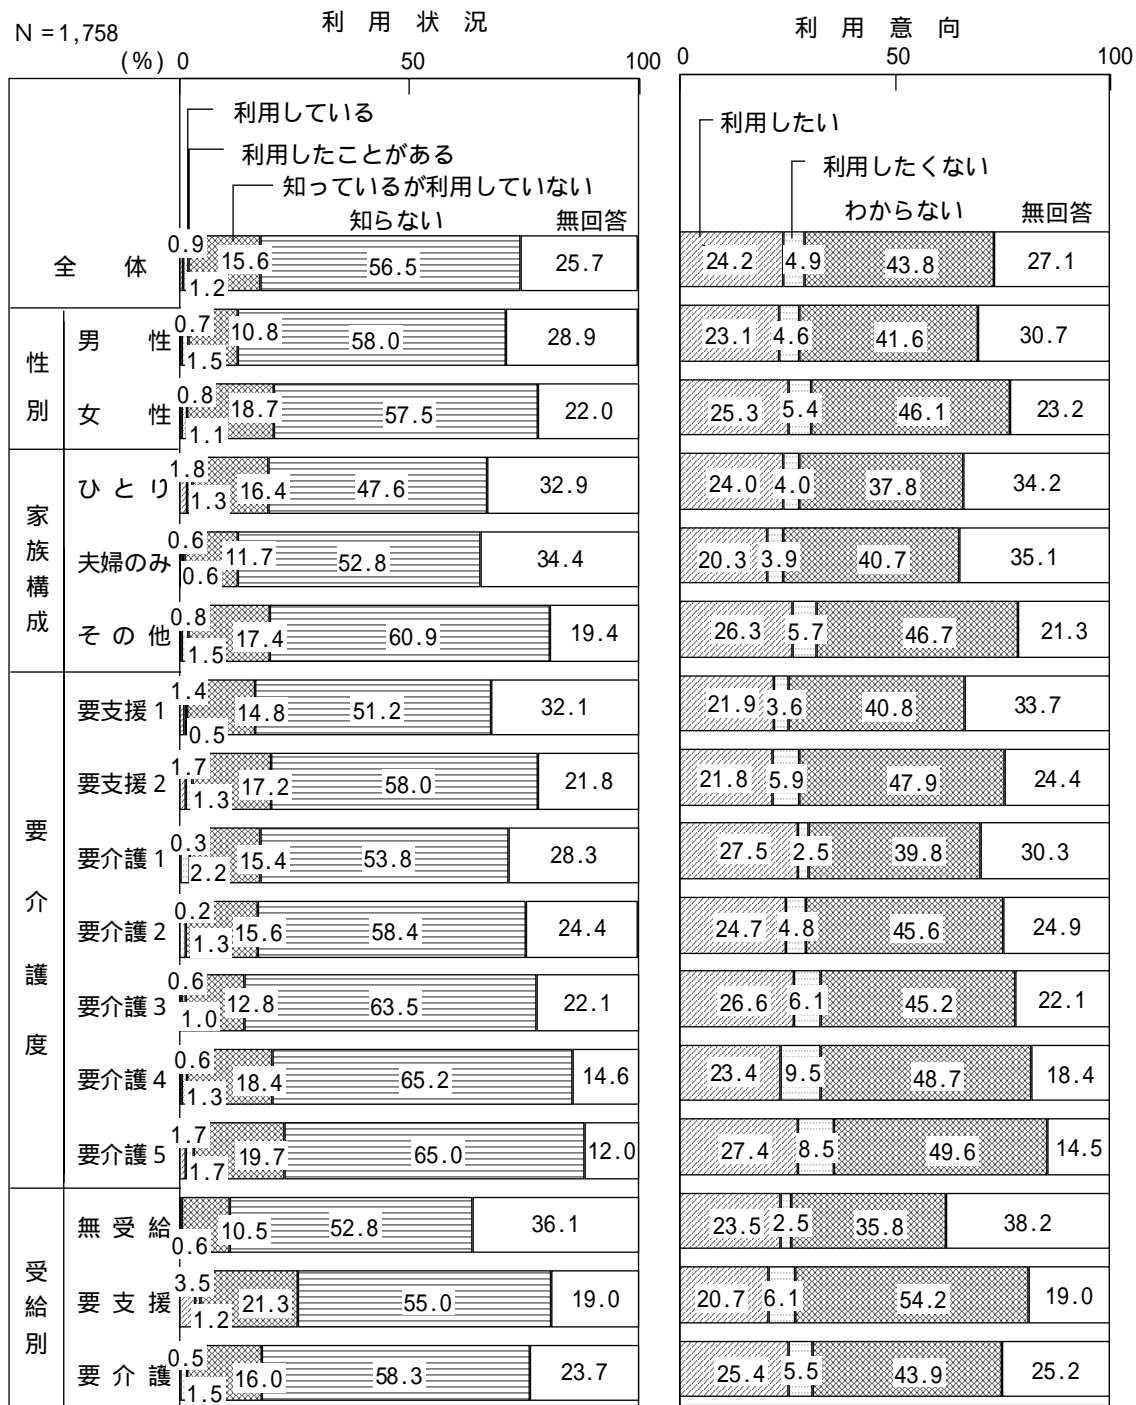 N=1,758
利用状況
利用意向
(%) 0 50 100
0 50 100
利用している
利用したことがある
知っているが利用していない
知らない 無回答
利用したい
利用したくない
わからない 無回答
全体 0.9 1.2 15.6 56.5 25.7 24.2 4.9 43.8 27.1
性別
男性 0.7 1.5 10.8 58.0 28.9 23.1 4.6 41.6 30.7
女性 0.8 1.1 18.7 57.5 22.0 25.3 5.4 46.1 23.2
家族構成
ひとり 1.8 1.3 16.4 47.6 32.9 24.0 4.0 37.8 34.2
夫婦のみ 0.6 0.6 11.7 52.8 34.4 20.3 3.9 40.7 35.1
その他 0.8 1.5 17.4 60.9 19.4 26.3 5.7 46.7 21.3
要介護度
要支援1 1.4 0.5 14.8 51.2 32.1 21.9 3.6 40.8 33.7
要支援2 1.7 1.3 17.2 58.0 21.8 21.8 5.9 47.9 24.4
要介護1 0.3 2.2 15.4 53.8 28.3 27.5 2.5 39.8 30.3
要介護2 0.2 1.3 15.6 58.4 24.4 24.7 4.8 45.6 24.9
要介護3 0.6 1.0 12.8 63.5 22.1 26.6 6.1 45.2 22.1
要介護4 0.6 1.3 18.4 65.2 14.6 23.4 9.5 48.7 18.4
要介護5 1.7 1.7 19.7 65.0 12.0 27.4 8.5 49.6 14.5
受給別
無受給 0.6 10.5 52.8 36.1 23.5 2.5 35.8 38.2
要支援 3.5 1.2 21.3 55.0 19.0 20.7 6.1 54.2 19.0
要介護 0.5 1.5 16.0 58.3 23.7 25.4 5.5 43.9 25.2